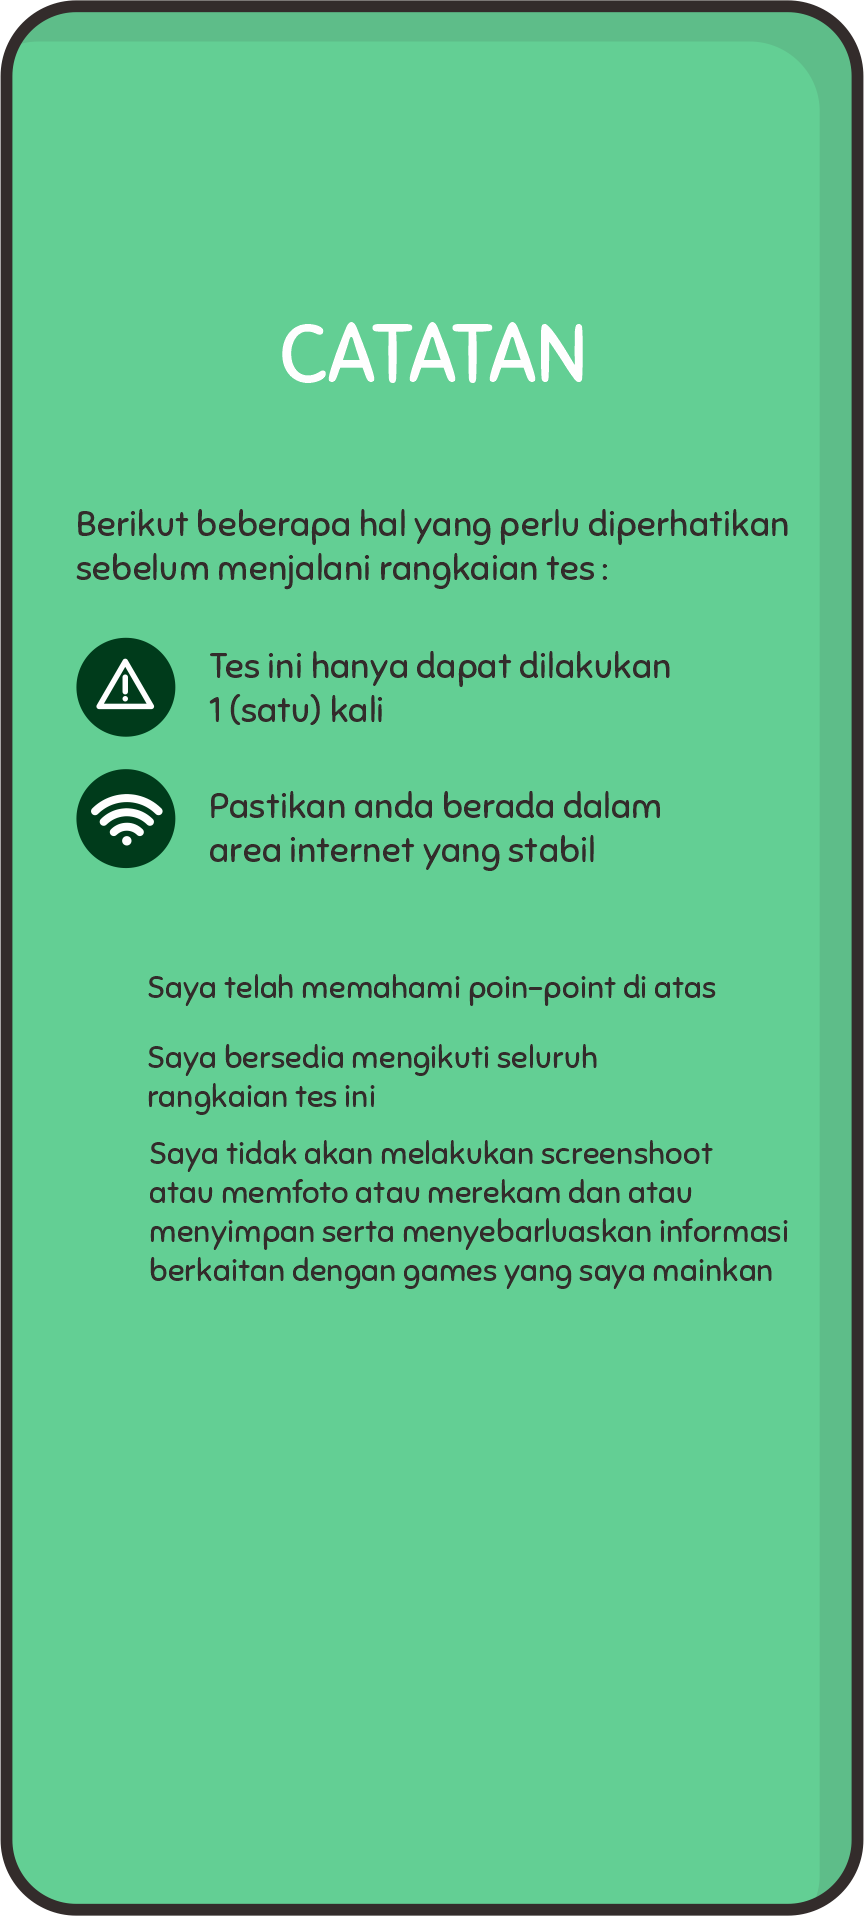 CATATAN
Berikut beberapa hal yang perlu diperhatikan
sebelum menjalani rangkaian tes :
Tes ini hanya dapat dilakukan
1 (satu) kali
Pastikan anda berada dalam
area internet yang stabil
Saya telah memahami poin-point di atas
Saya bersedia mengikuti seluruh
rangkaian tes ini
Saya tidak akan melakukan screenshoot
atau memfoto atau merekam dan atau
menyimpan serta menyebarluaskan informasi
berkaitan dengan games yang saya mainkan